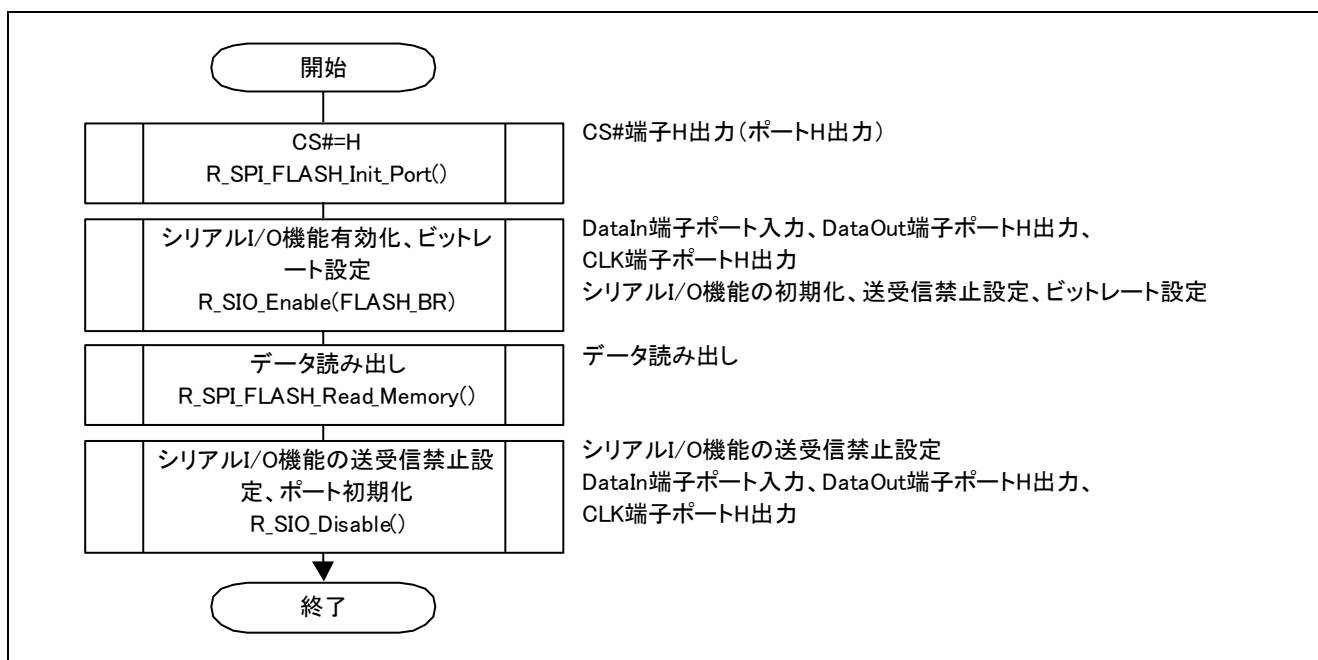 開始
CS#=H
R_SPI_FLASH_Init_Port()
CS#端子H出力（ポートH出力）
シリアルI/O機能有効化、ビットレ
ート設定
R_SIO_Enable(FLASH_BR)
DataIn端子ポート入力、DataOut端子ポートH出力、
CLK端子ポートH出力
シリアルI/O機能の初期化、送受信禁止設定、ビットレート設定
データ読み出し
R_SPI_FLASH_Read_Memory()
データ読み出し
シリアルI/O機能の送受信禁止設
定、ポート初期化
R_SIO_Disable()
シリアルI/O機能の送受信禁止設定
DataIn端子ポート入力、DataOut端子ポートH出力、
CLK端子ポートH出力
終了